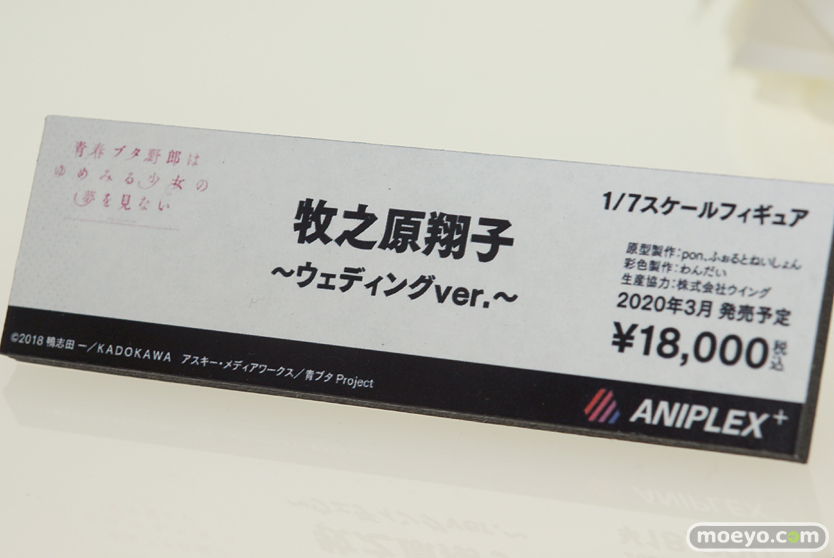 青春ブタ野郎は
ゆめみる少女の
夢を見ない
牧之原翔子
～ウェディングver.～
1/7スケールフィギュア
原型製作：pon、ふぉるとねいしょん
彩色製作：わんだい
生産協力：株式会社ウイング
2020年3月 発売予定
¥18,000税込
©2018 鴨志田 一／KADOKAWA アスキー・メディアワークス／青ブタ Project
ANIPLEX+
moeyo.com